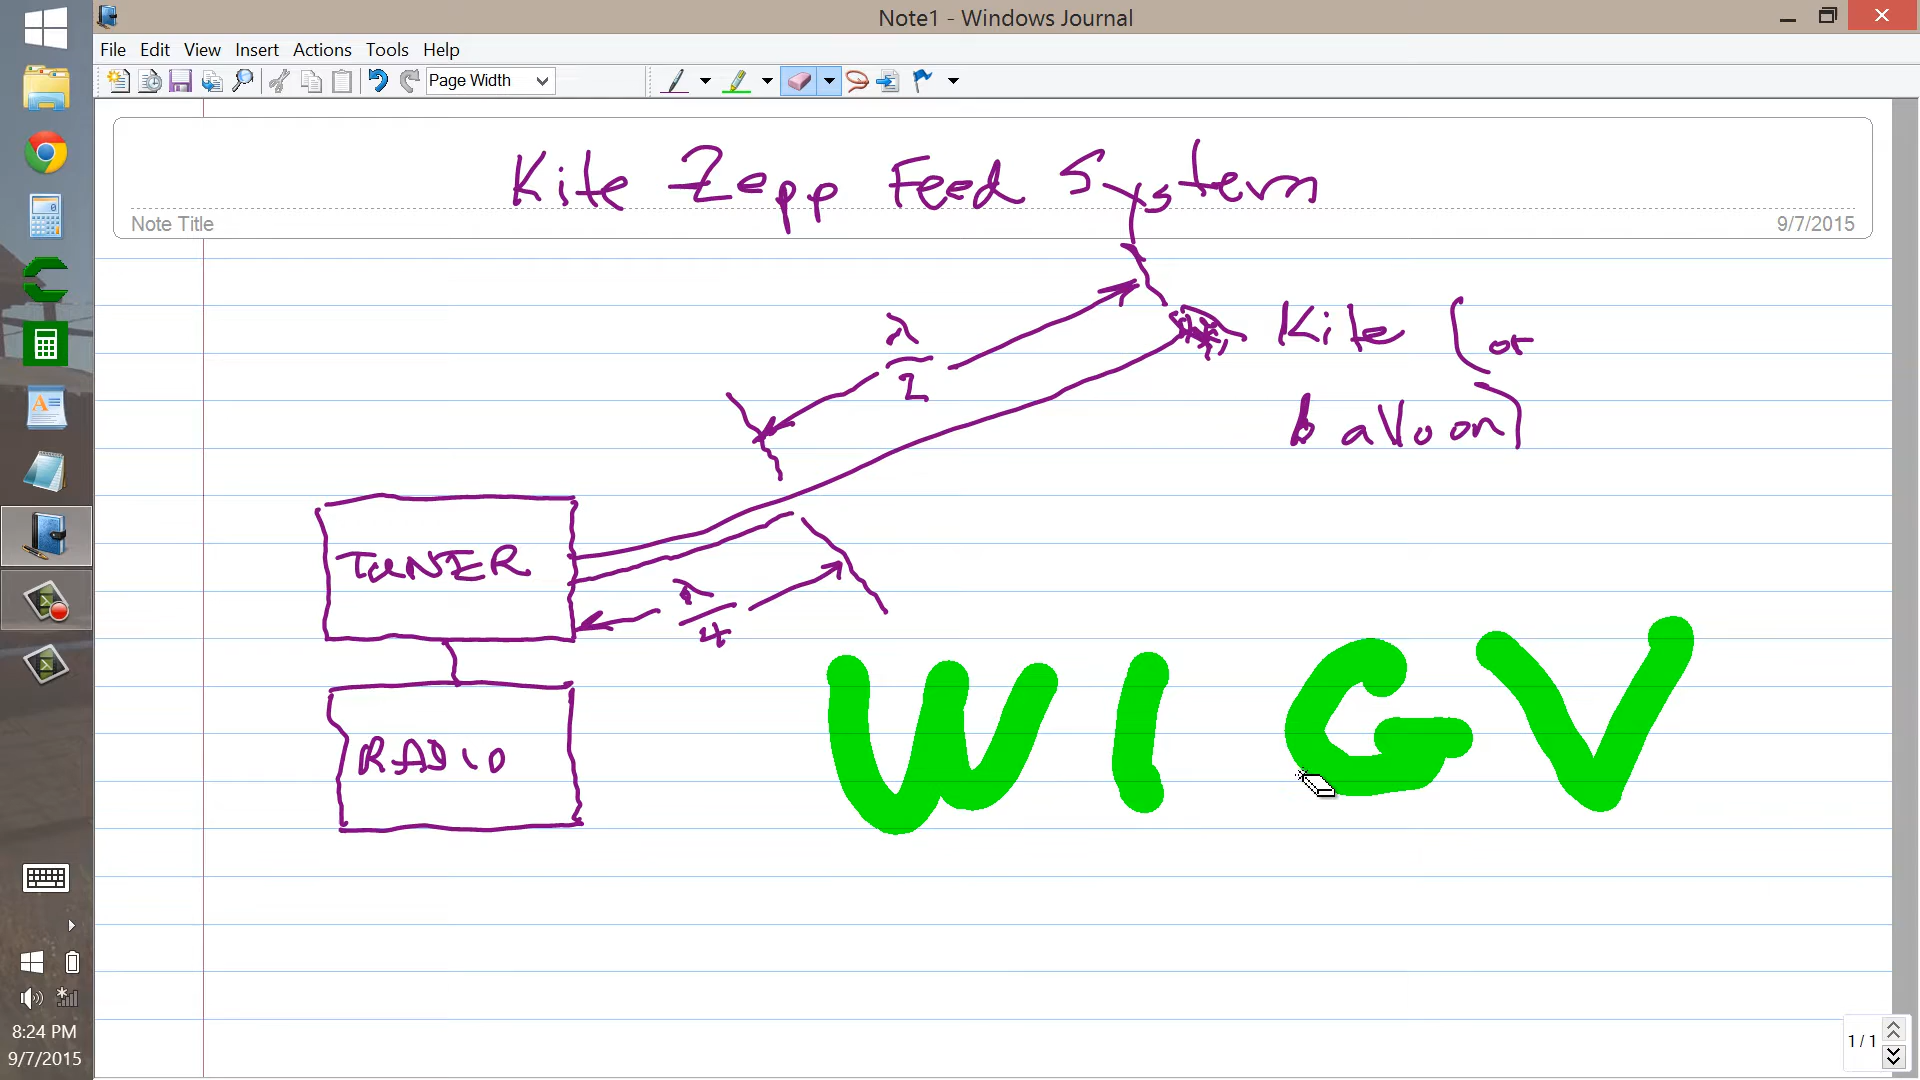 Note1 - Windows Journal
File Edit View Insert Actions Tools Help
Page Width
Kite Zepp Feed System
Note Title
9/7/2015
λ
2
Kite (or
balloon)
TUNER
λ
4
RADIO
W1GV
8:24 PM
9/7/2015
1 / 1